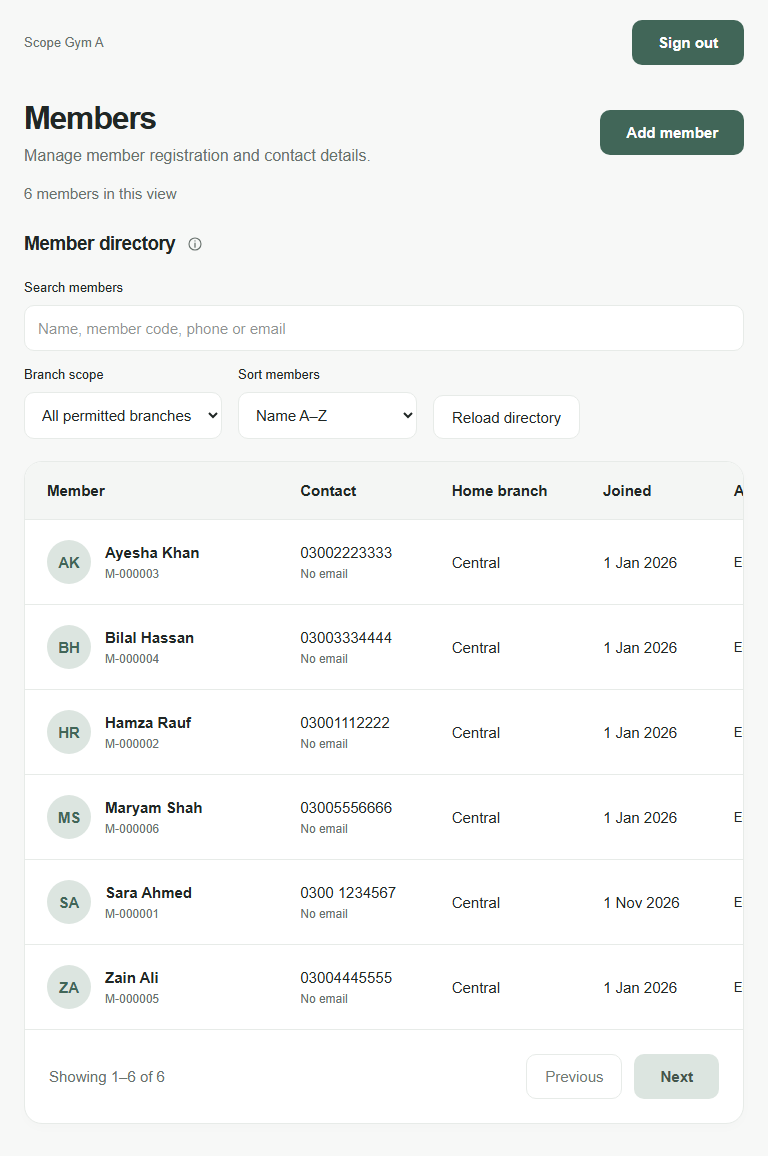 Scope Gym A
Sign out
Members
Add member
Manage member registration and contact details.
6 members in this view
Member directory
Search members
Name, member code, phone or email
Branch scope Sort members
All permitted branches Name A–Z Reload directory
Member Contact Home branch Joined A
AK Ayesha Khan 03002223333 Central 1 Jan 2026 E
M-000003 No email
BH Bilal Hassan 03003334444 Central 1 Jan 2026 E
M-000004 No email
HR Hamza Rauf 03001112222 Central 1 Jan 2026 E
M-000002 No email
MS Maryam Shah 03005556666 Central 1 Jan 2026 E
M-000006 No email
SA Sara Ahmed 0300 1234567 Central 1 Nov 2026 E
M-000001 No email
ZA Zain Ali 03004445555 Central 1 Jan 2026 E
M-000005 No email
Showing 1–6 of 6 Previous Next